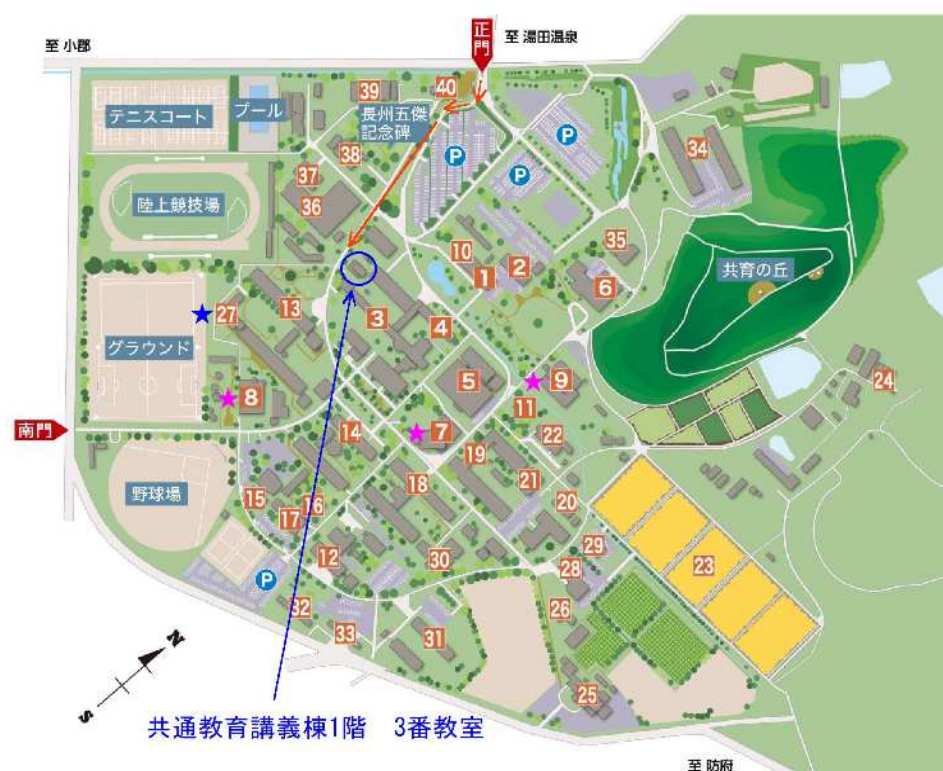 至 小郡
正門
至 湯田温泉
テニスコート
プール
39
40
長州五傑
記念碑
P
P
P
34
38
37
36
陸上競技場
35
10
1
2
6
共育の丘
27
13
3
4
グラウンド
8
5
9
24
南門
11
7
22
14
19
野球場
18
21
15
16
17
20
23
12
30
29
28
P
32
26
33
31
25
N
S
共通教育講義棟1階 3番教室
至 防府